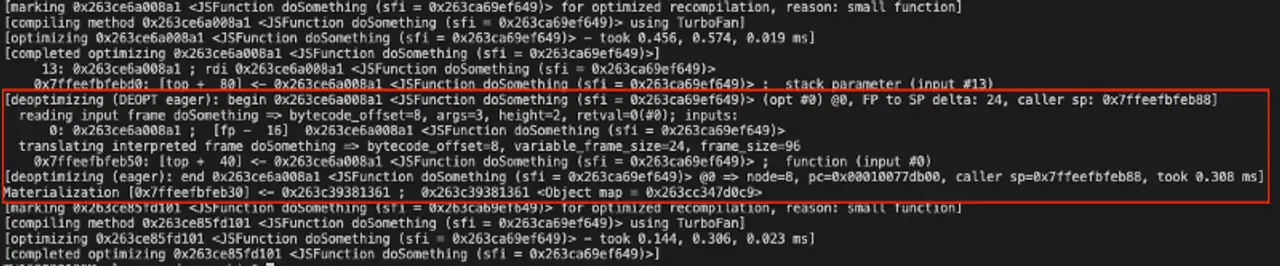 [marking 0x263ce6a008a1 <JSFunction doSomething (sfi = 0x263ca69ef649)> for optimized recompilation, reason: small function]
[compiling method 0x263ce6a008a1 <JSFunction doSomething (sfi = 0x263ca69ef649)> using TurboFan]
[optimizing 0x263ce6a008a1 <JSFunction doSomething (sfi = 0x263ca69ef649)> - took 0.456, 0.574, 0.019 ms]
[completed optimizing 0x263ce6a008a1 <JSFunction doSomething (sfi = 0x263ca69ef649)>]
13: 0x263ce6a008a1 ; rdi 0x263ce6a008a1 <JSFunction doSomething (sfi = 0x263ca69ef649)>
0x7ffeefbfebd0: [top + 80] <- 0x263ce6a008a1 <JSFunction doSomething (sfi = 0x263ca69ef649)> ; stack parameter (input #13)
[deoptimizing (DEOPT eager): begin 0x263ce6a008a1 <JSFunction doSomething (sfi = 0x263ca69ef649)> (opt #0) @0, FP to SP delta: 24, caller sp: 0x7ffeefbfeb88]
reading input frame doSomething => bytecode_offset=8, args=3, height=2, retval=0(#0); inputs:
0: 0x263ce6a008a1 ; [fp - 16] 0x263ce6a008a1 <JSFunction doSomething (sfi = 0x263ca69ef649)>
translating interpreted frame doSomething => bytecode_offset=8, variable_frame_size=24, frame_size=96
0x7ffeefbfeb50: [top + 40] <- 0x263ce6a008a1 <JSFunction doSomething (sfi = 0x263ca69ef649)> ; function (input #0)
[deoptimizing (eager): end 0x263ce6a008a1 <JSFunction doSomething (sfi = 0x263ca69ef649)> @0 => node=8, pc=0x00010077db00, caller sp=0x7ffeefbfeb88, took 0.308 ms]
Materialization [0x7ffeefbfeb30] <- 0x263c39381361 ; 0x263c39381361 <Object map = 0x263cc347d0c9>
[marking 0x263ce85fd101 <JSFunction doSomething (sfi = 0x263ca69ef649)> for optimized recompilation, reason: small function]
[compiling method 0x263ce85fd101 <JSFunction doSomething (sfi = 0x263ca69ef649)> using TurboFan]
[optimizing 0x263ce85fd101 <JSFunction doSomething (sfi = 0x263ca69ef649)> - took 0.144, 0.306, 0.023 ms]
[completed optimizing 0x263ce85fd101 <JSFunction doSomething (sfi = 0x263ca69ef649)>]